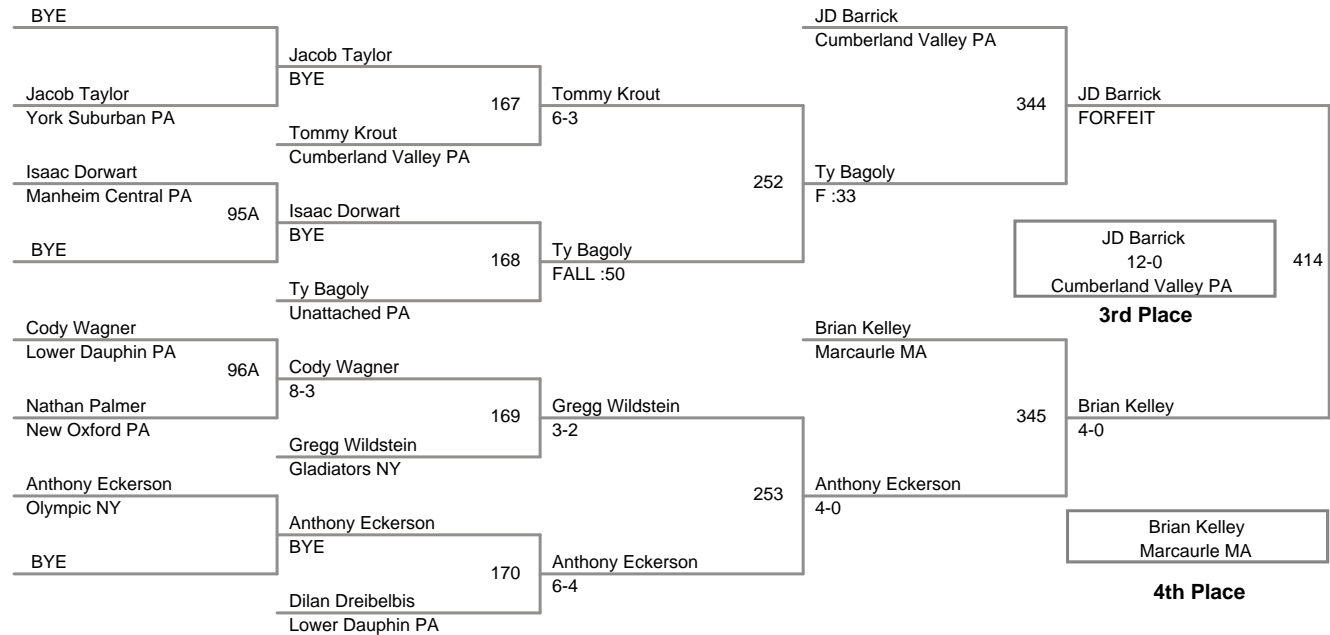 BYE
Jacob Taylor
York Suburban PA
Isaac Dorwart
Manheim Central PA
95A
BYE
Cody Wagner
Lower Dauphin PA
96A
Nathan Palmer
New Oxford PA
Anthony Eckerson
Olympic NY
BYE
Jacob Taylor
BYE
167
Tommy Krout
Cumberland Valley PA
Isaac Dorwart
BYE
168
Ty Bagoly
Unattached PA
Cody Wagner
8-3
169
Gregg Wildstein
Gladiators NY
Anthony Eckerson
BYE
170
Dilan Dreibelbis
Lower Dauphin PA
Tommy Krout
6-3
252
Ty Bagoly
FALL :50
Gregg Wildstein
3-2
253
Anthony Eckerson
6-4
JD Barrick
Cumberland Valley PA
344
Ty Bagoly
F :33
Brian Kelley
Marcaurle MA
345
Anthony Eckerson
4-0
JD Barrick
FORFEIT
JD Barrick
12-0
Cumberland Valley PA
414
3rd Place
Brian Kelley
4-0
Brian Kelley
Marcaurle MA
4th Place